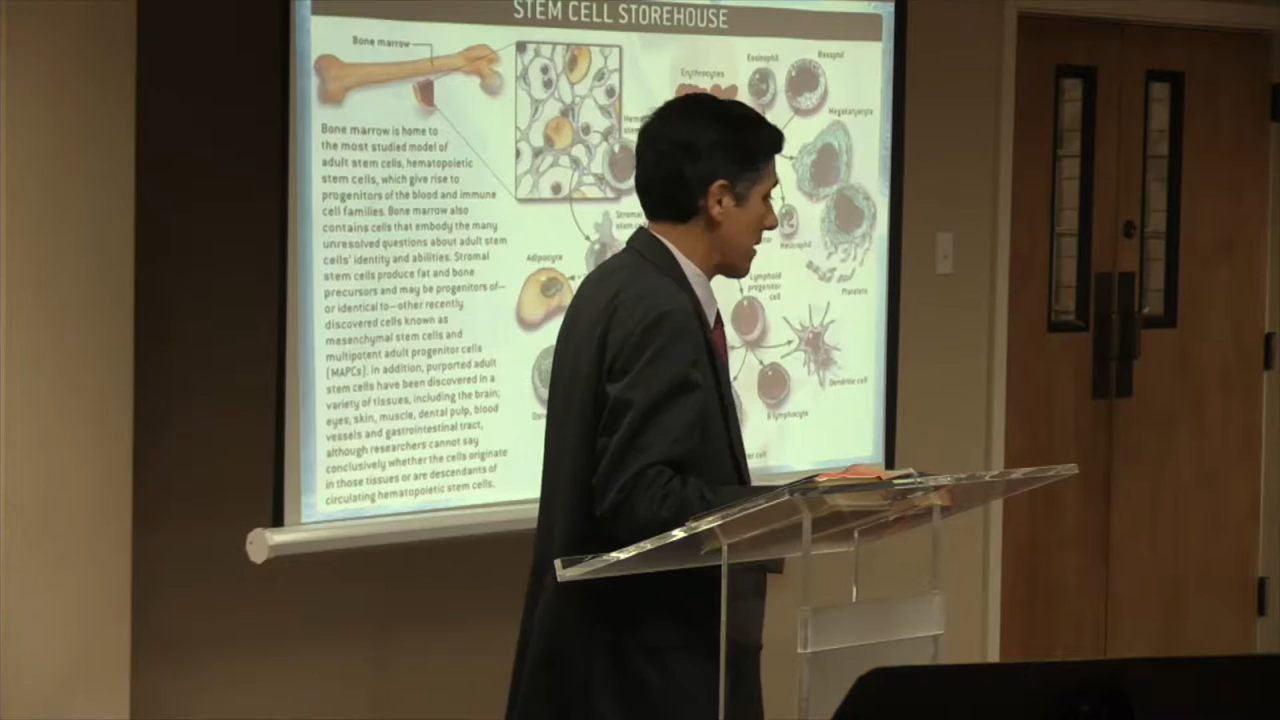 STEM CELL STOREHOUSE
Bone marrow
Erythrocytes
Eosinophil
Basophil
Megakaryocyte
Bone marrow is home to
the most studied model of
adult stem cells, hematopoietic
stem cells, which give rise to
progenitors of the blood and immune
cell families. Bone marrow also
contains cells that embody the many
unresolved questions about adult stem
cells' identity and abilities. Stromal
stem cells produce fat and bone
precursors and may be progenitors of—
or identical to—other recently
discovered cells known as
mesenchymal stem cells and
multipotent adult progenitor cells
(MAPCs). In addition, purported adult
stem cells have been discovered in a
variety of tissues, including the brain,
eyes, skin, muscle, dental pulp, blood
vessels and gastrointestinal tract,
although researchers cannot say
conclusively whether the cells originate
in those tissues or are descendants of
circulating hematopoietic stem cells.
Stromal
stem
Adipocyte
Neutrophil
Platelets
Lymphoid
progenitor
cell
Dendritic cell
B lymphocyte
cell